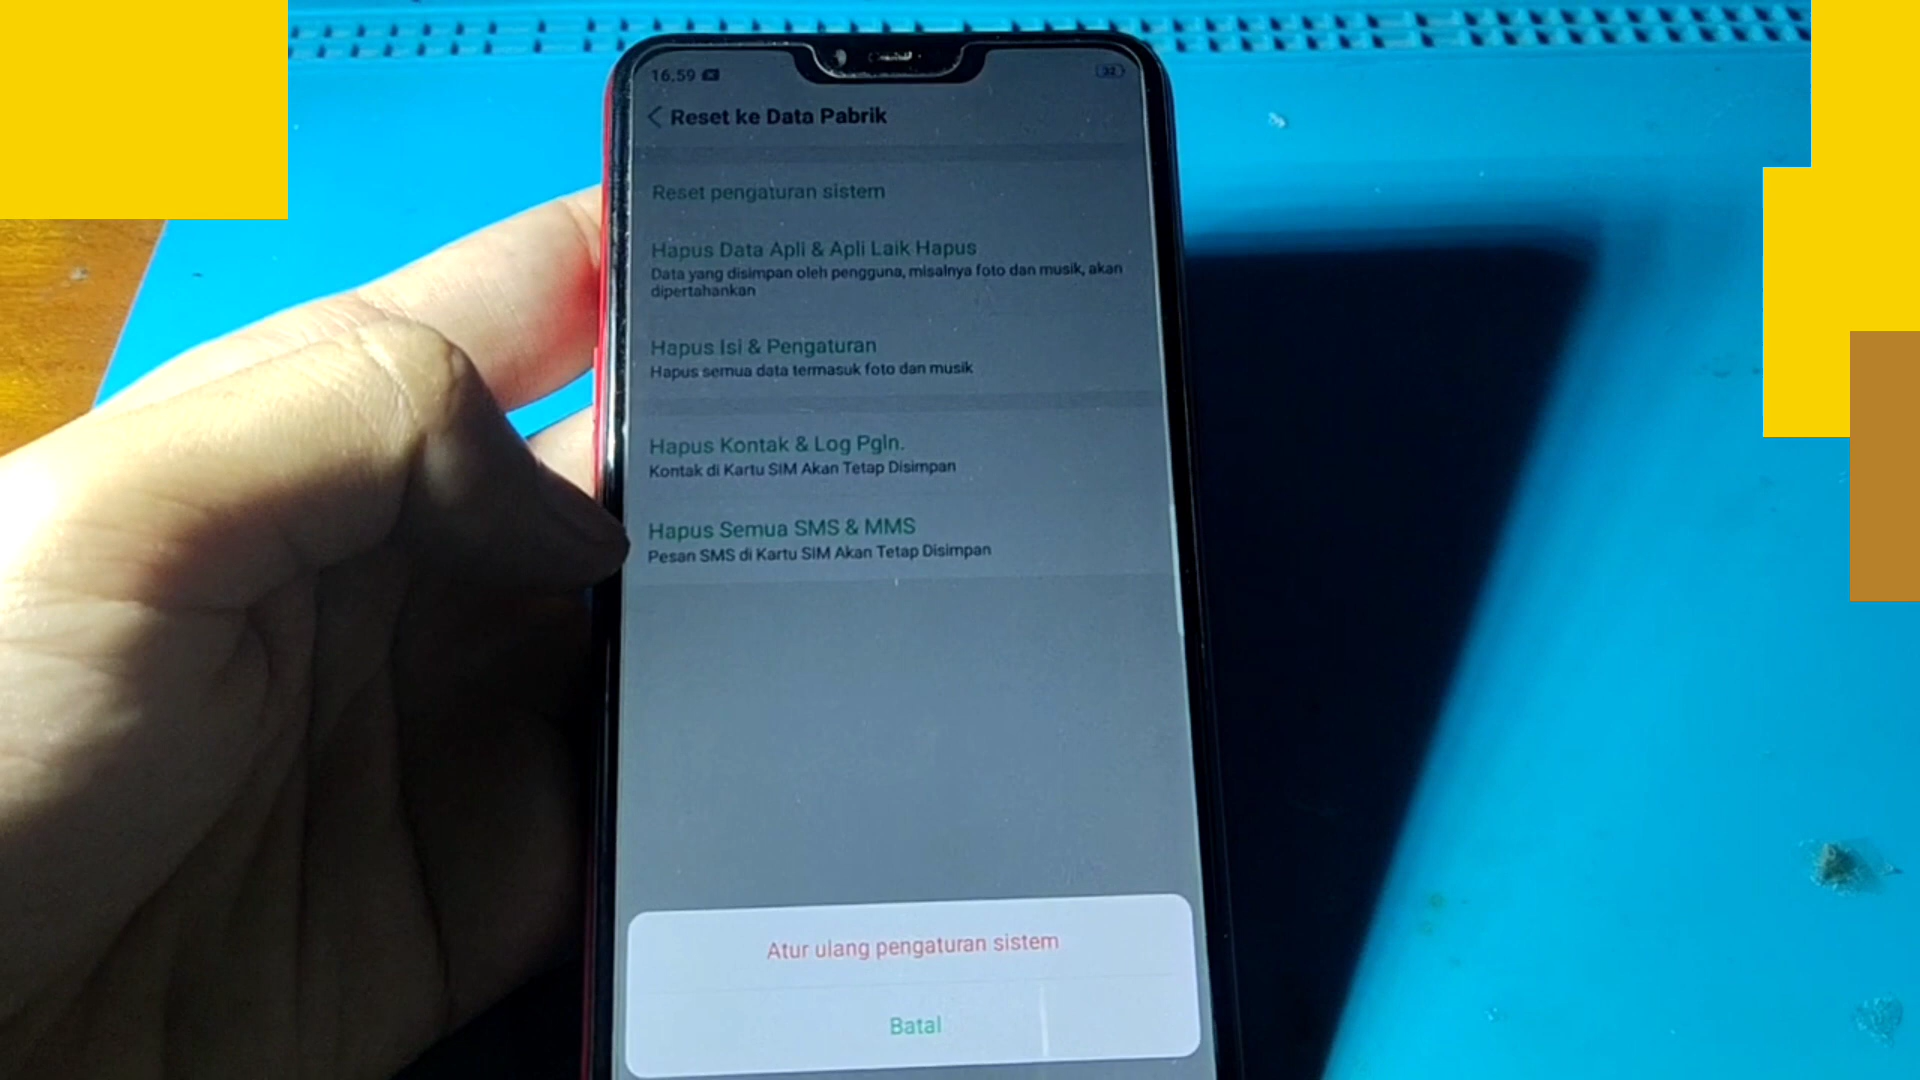 16.59
32
Reset ke Data Pabrik
Reset pengaturan sistem
Hapus Data Apli & Apli Laik Hapus
Data yang disimpan oleh pengguna, misalnya foto dan musik, akan
dipertahankan
Hapus Isi & Pengaturan
Hapus semua data termasuk foto dan musik
Hapus Kontak & Log Pgln.
Kontak di Kartu SIM Akan Tetap Disimpan
Hapus Semua SMS & MMS
Pesan SMS di Kartu SIM Akan Tetap Disimpan
Atur ulang pengaturan sistem
Batal